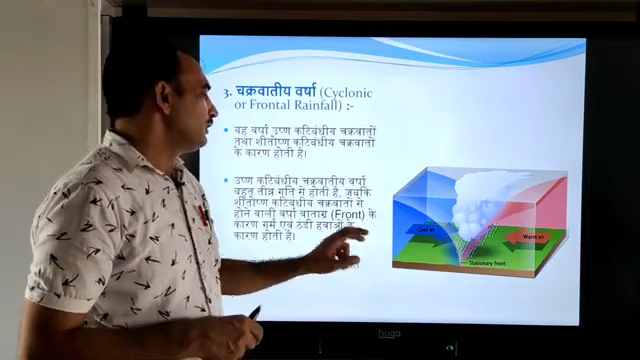 3. चक्रवातीय वर्षा (Cyclonic
or Frontal Rainfall) :-
यह वर्षा उष्ण कटिबंधीय चक्रवातों
तथा शीतोष्ण कटिबंधीय चक्रवातों
के कारण होती है।
उष्ण कटिबंधीय चक्रवातीय वर्षा
बहुत तीव्र गति से होती है, जबकि
शीतोष्ण कटिबंधीय चक्रवातों से
होने वाली वर्षा वाताग्र (Front) के
कारण गर्म एवं ठंडी हवाओं के
कारण होती है।
Cool air
Warm air
Stationary front
hugo